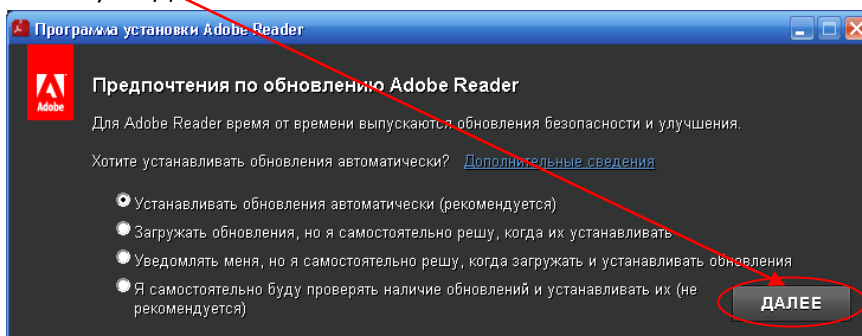 Программа установки Adobe Reader
Adobe
Предпочтения по обновлению Adobe Reader
Для Adobe Reader время от времени выпускаются обновления безопасности и улучшения.
Хотите устанавливать обновления автоматически? Дополнительные сведения
Устанавливать обновления автоматически (рекомендуется)
Загружать обновления, но я самостоятельно решу, когда их устанавливать
Уведомлять меня, но я самостоятельно решу, когда загружать и устанавливать обновления
Я самостоятельно буду проверять наличие обновлений и устанавливать их (не
рекомендуется)
ДАЛЕЕ